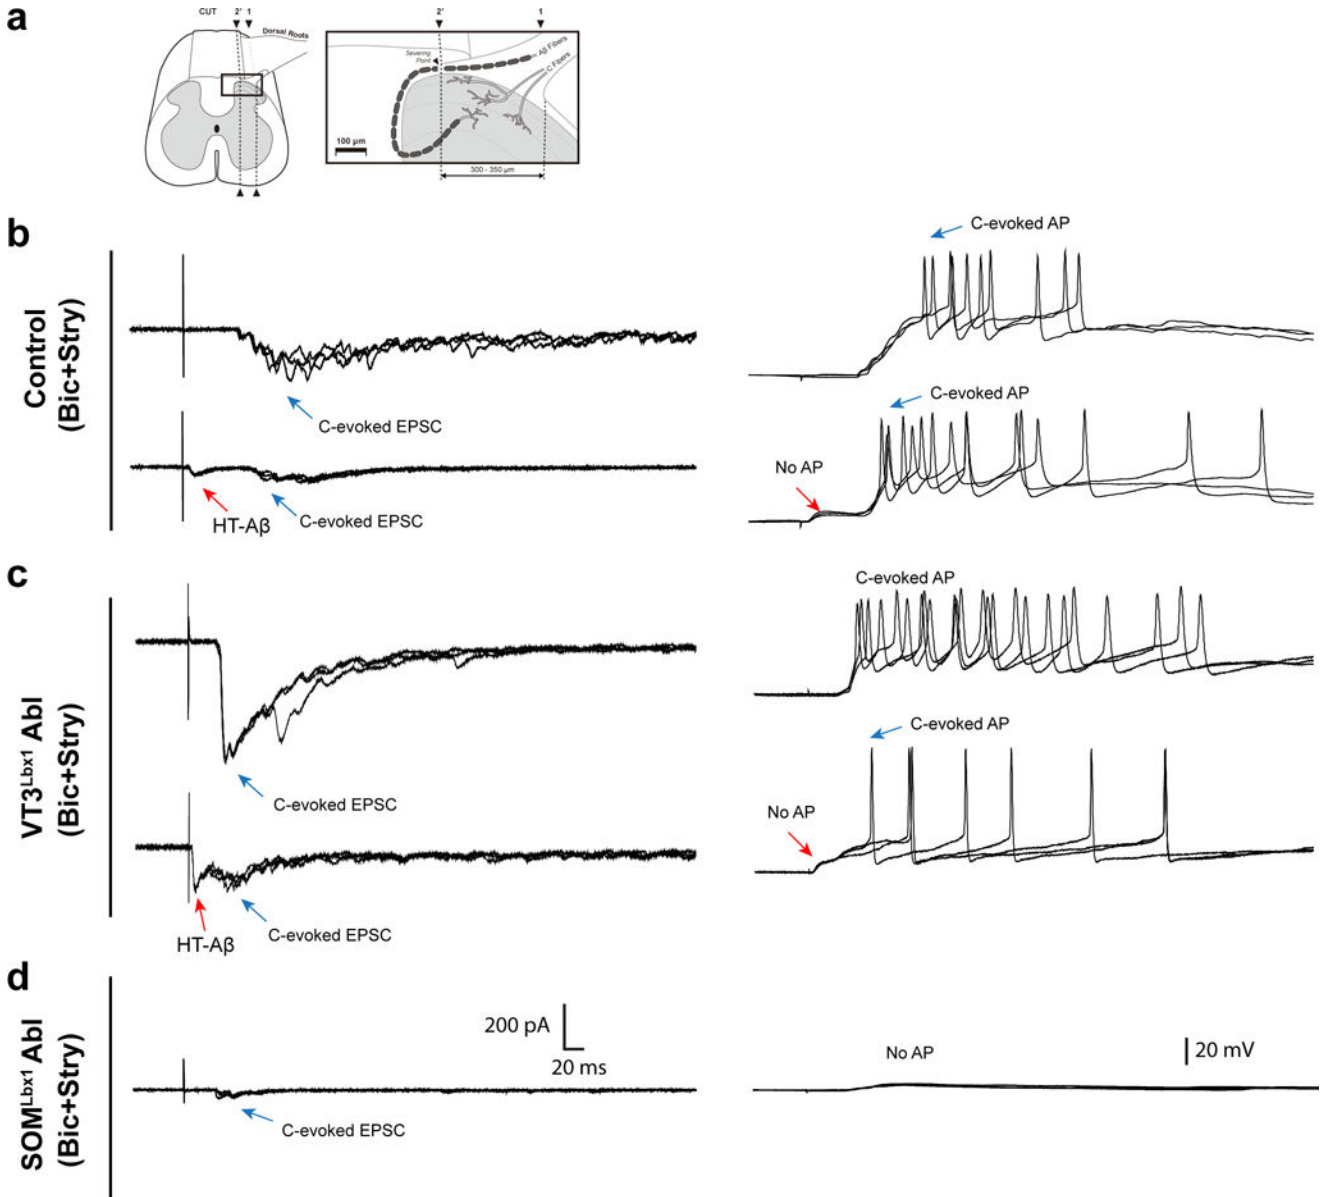 a
CUT 2' 1
Dorsal Roots
2' 1
Severing
Point
Aβ Fibers
C Fibers
100 μm
300 - 350 μm
b
Control
(Bic+Stry)
C-evoked EPSC
HT-Aβ
C-evoked EPSC
C-evoked AP
C-evoked AP
No AP
c
VT3Lbx1 Abl
(Bic+Stry)
C-evoked EPSC
HT-Aβ
C-evoked EPSC
C-evoked AP
C-evoked AP
No AP
d
SOMLbx1 Abl
(Bic+Stry)
C-evoked EPSC
200 pA
20 ms
No AP
20 mV